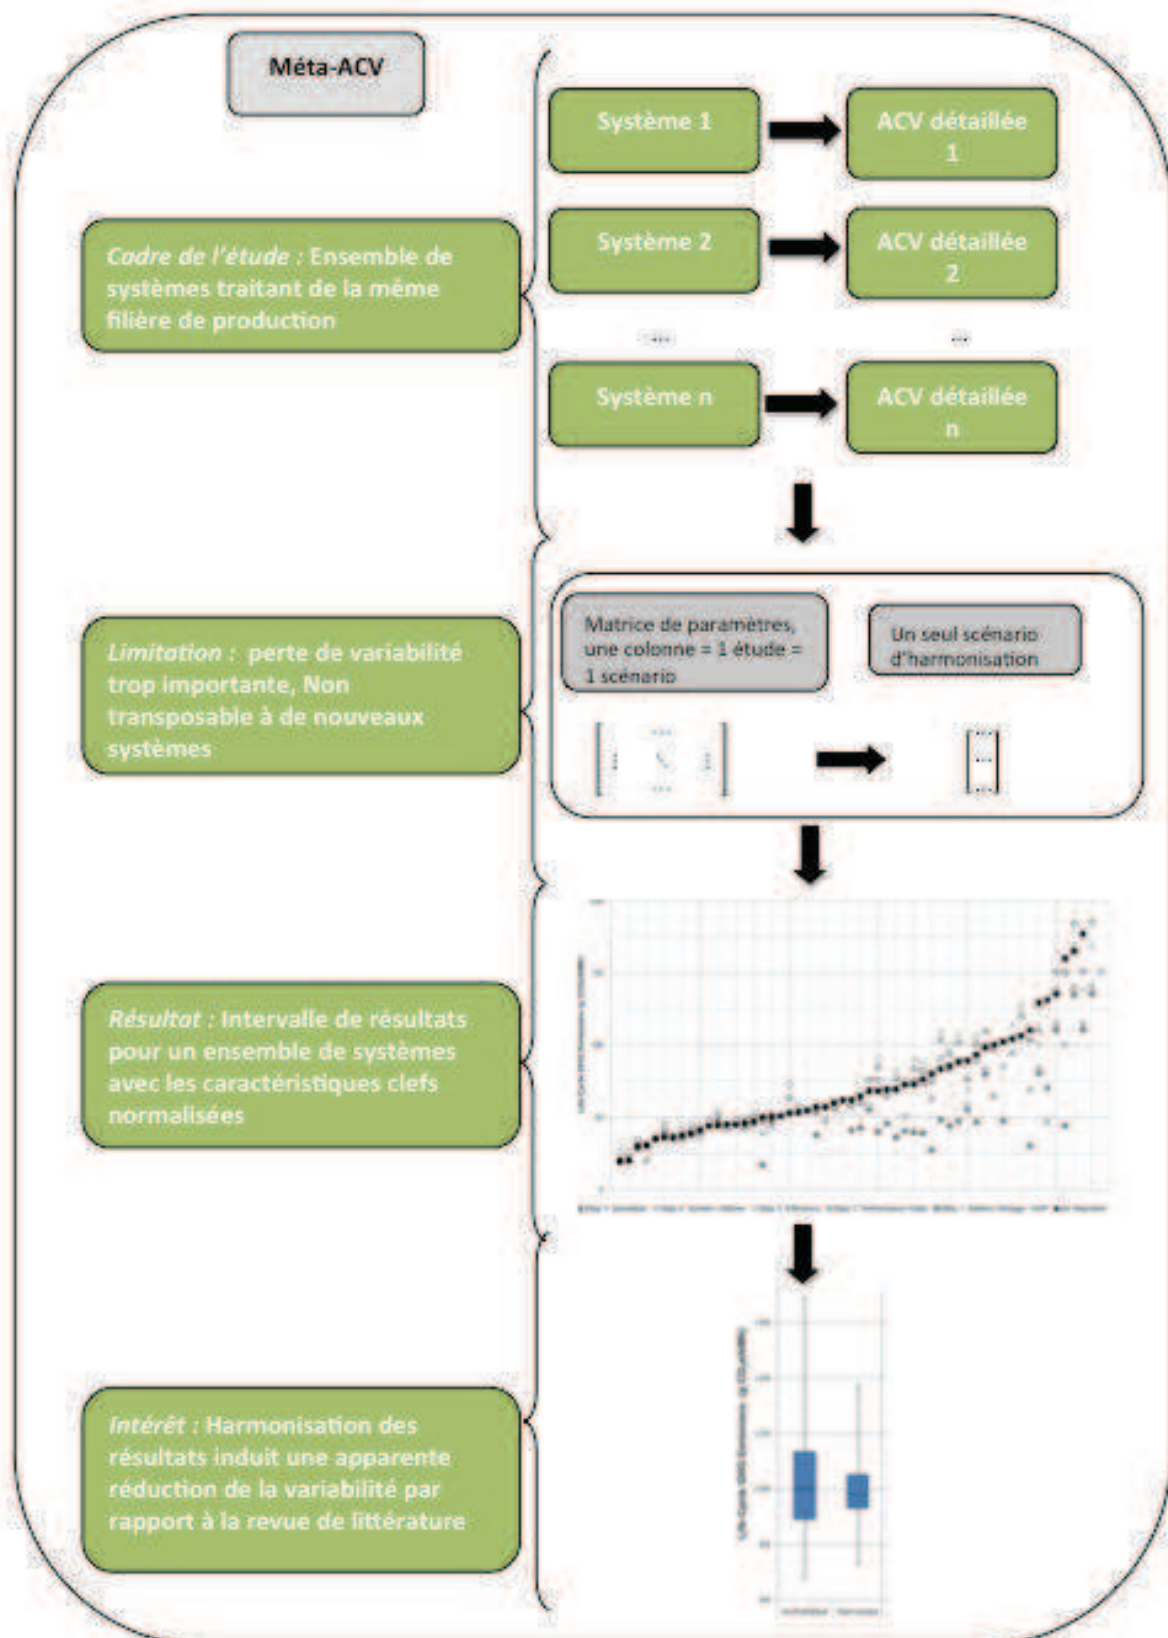 Méta-ACV
Système 1
ACV détaillée
1
Système 2
ACV détaillée
2
Cadre de l'étude : Ensemble de
systèmes traitant de la même
filière de production
...
...
Système n
ACV détaillée
n
Limitation : perte de variabilité
trop importante, Non
transposable à de nouveaux
systèmes
Matrice de paramètres,
une colonne = 1 étude =
1 scénario
Un seul scénario
d'harmonisation
Résultat : Intervalle de résultats
pour un ensemble de systèmes
avec les caractéristiques clefs
normalisées
Intérêt : Harmonisation des
résultats induit une apparente
réduction de la variabilité par
rapport à la revue de littérature